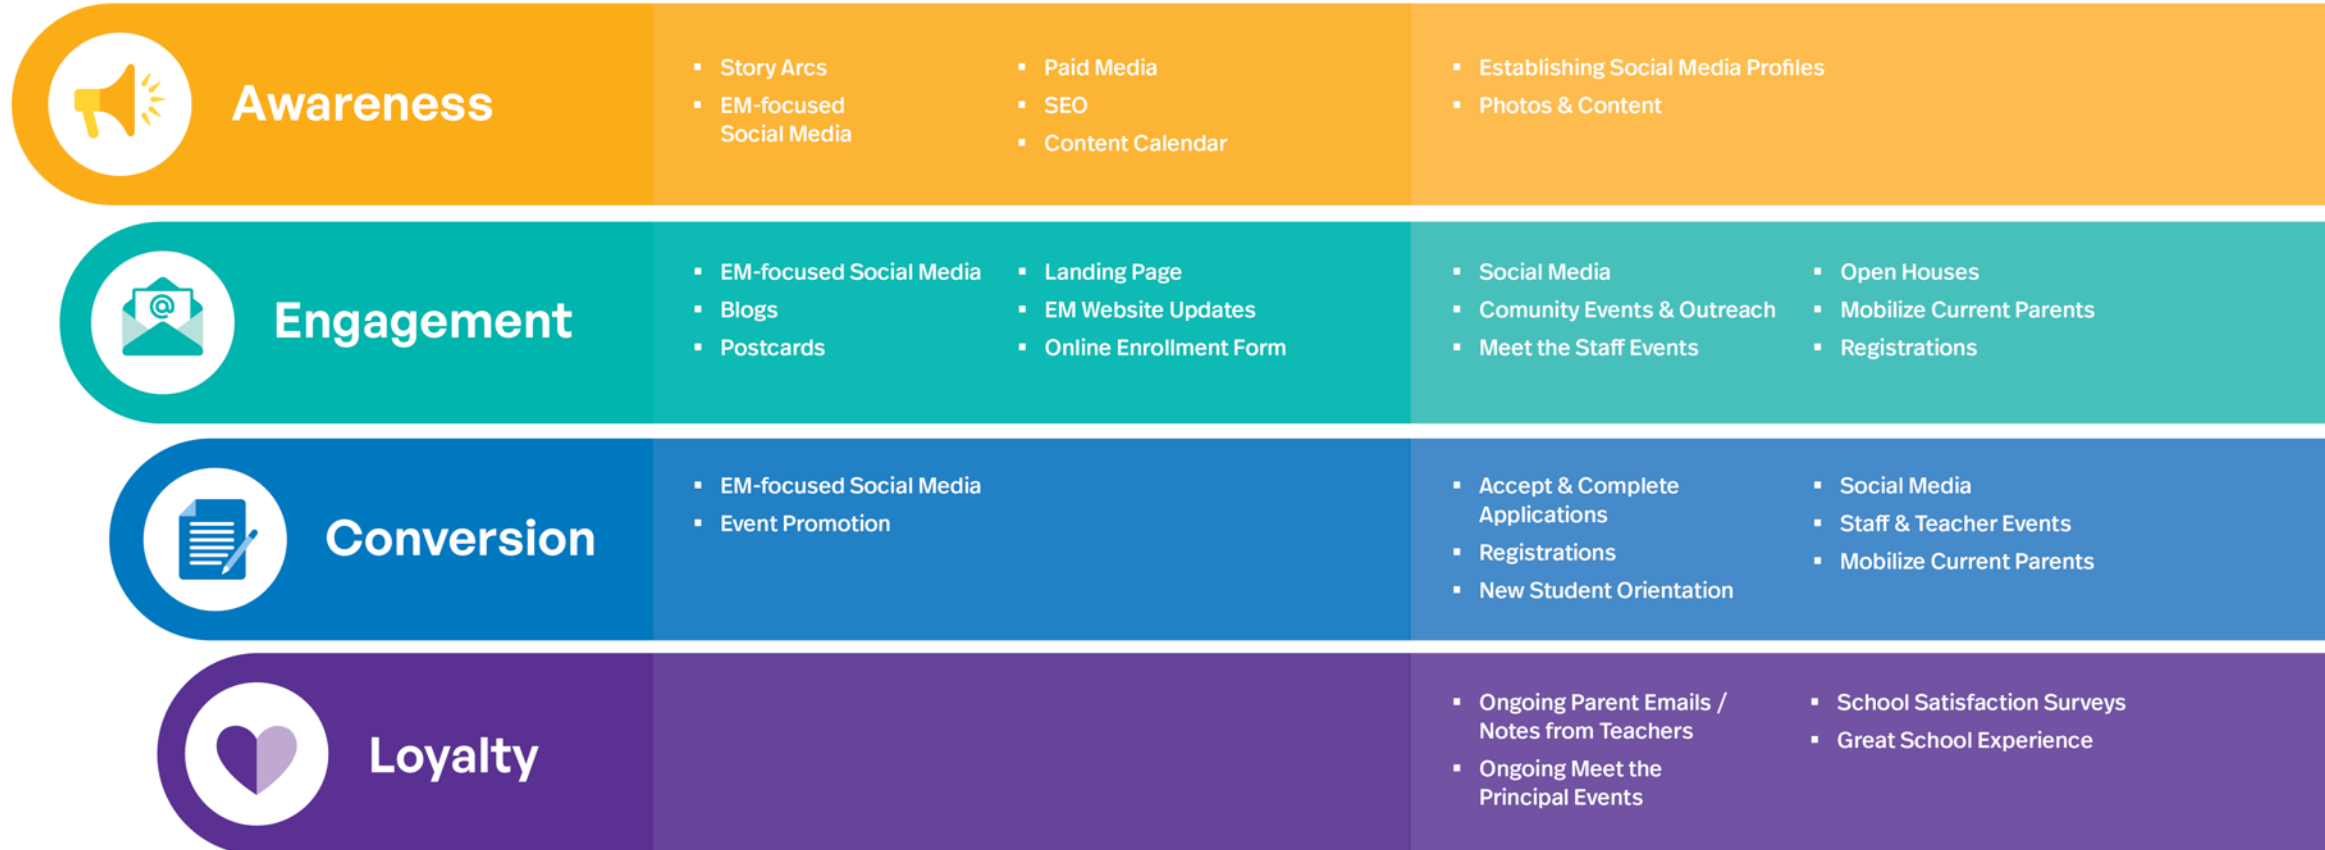 Awareness
▪ Story Arcs
▪ EM-focused
Social Media
▪ Paid Media
▪ SEO
▪ Content Calendar
▪ Establishing Social Media Profiles
▪ Photos & Content
@
Engagement
▪ EM-focused Social Media
▪ Blogs
▪ Postcards
▪ Landing Page
▪ EM Website Updates
▪ Online Enrollment Form
▪ Social Media
▪ Comunity Events & Outreach
▪ Meet the Staff Events
▪ Open Houses
▪ Mobilize Current Parents
▪ Registrations
Conversion
▪ EM-focused Social Media
▪ Event Promotion
▪ Accept & Complete
Applications
▪ Registrations
▪ New Student Orientation
▪ Social Media
▪ Staff & Teacher Events
▪ Mobilize Current Parents
Loyalty
▪ Ongoing Parent Emails /
Notes from Teachers
▪ Ongoing Meet the
Principal Events
▪ School Satisfaction Surveys
▪ Great School Experience